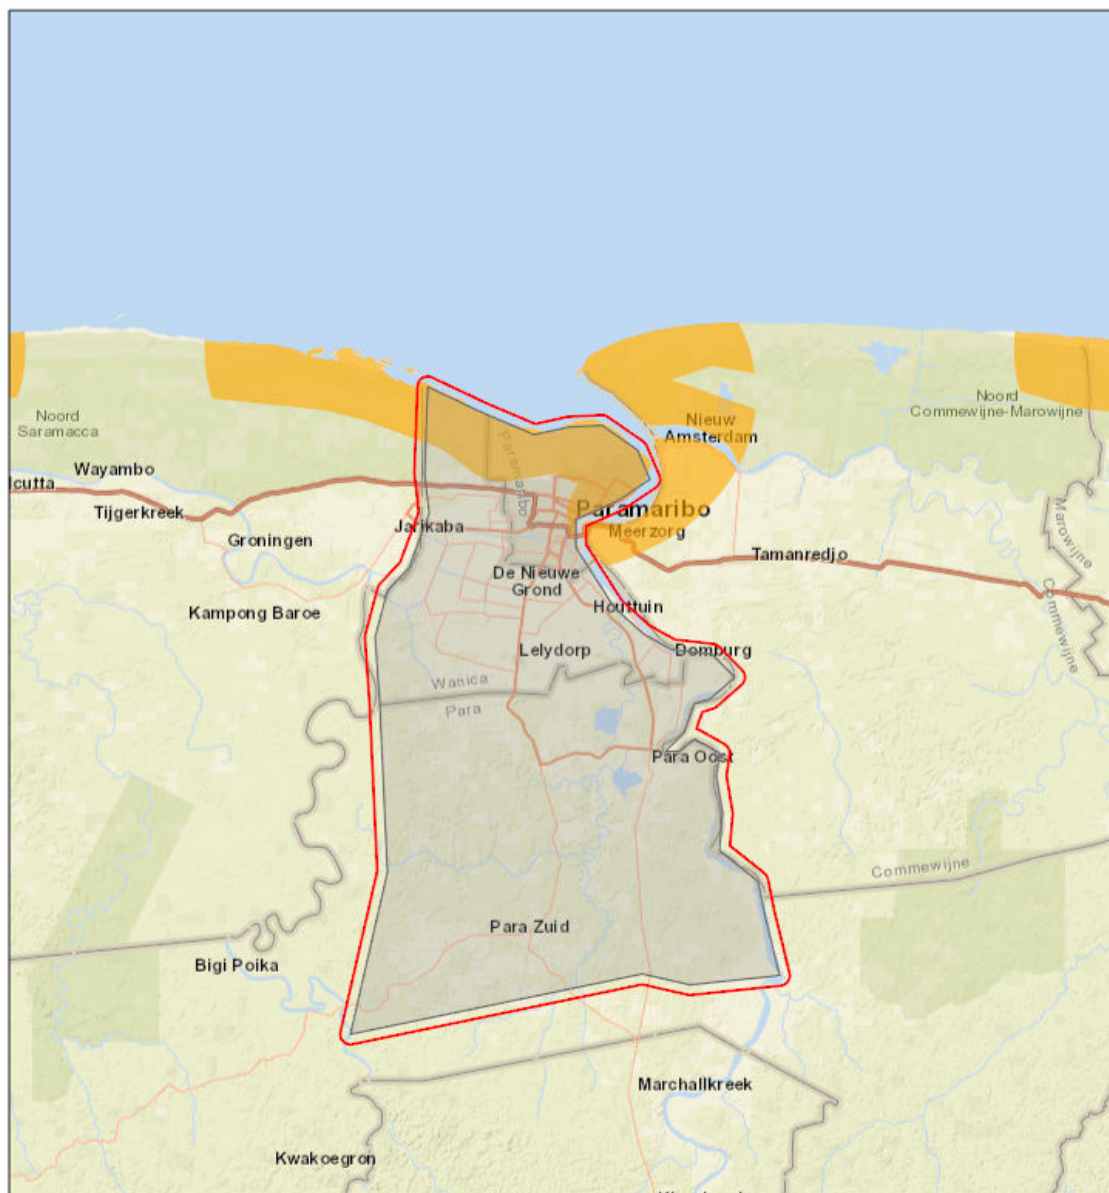 Noord
Saramacca
Noord
Commewijne-Marowijne
Nieuw
Amsterdam
Paramaribo
Wayambo
lcutta
Tijgerkreek
Paramaribo
Marowijne
Jarikaba
Meerzorg
Groningen
Tamanredjo
De Nieuwe
Grond
Commewijne
Houttuin
Kampong Baroe
Lelydorp
Domburg
Wanica
Para
Para Oost
Commewijne
Para Zuid
Bigi Poika
Marchallkreek
Kwakoegron